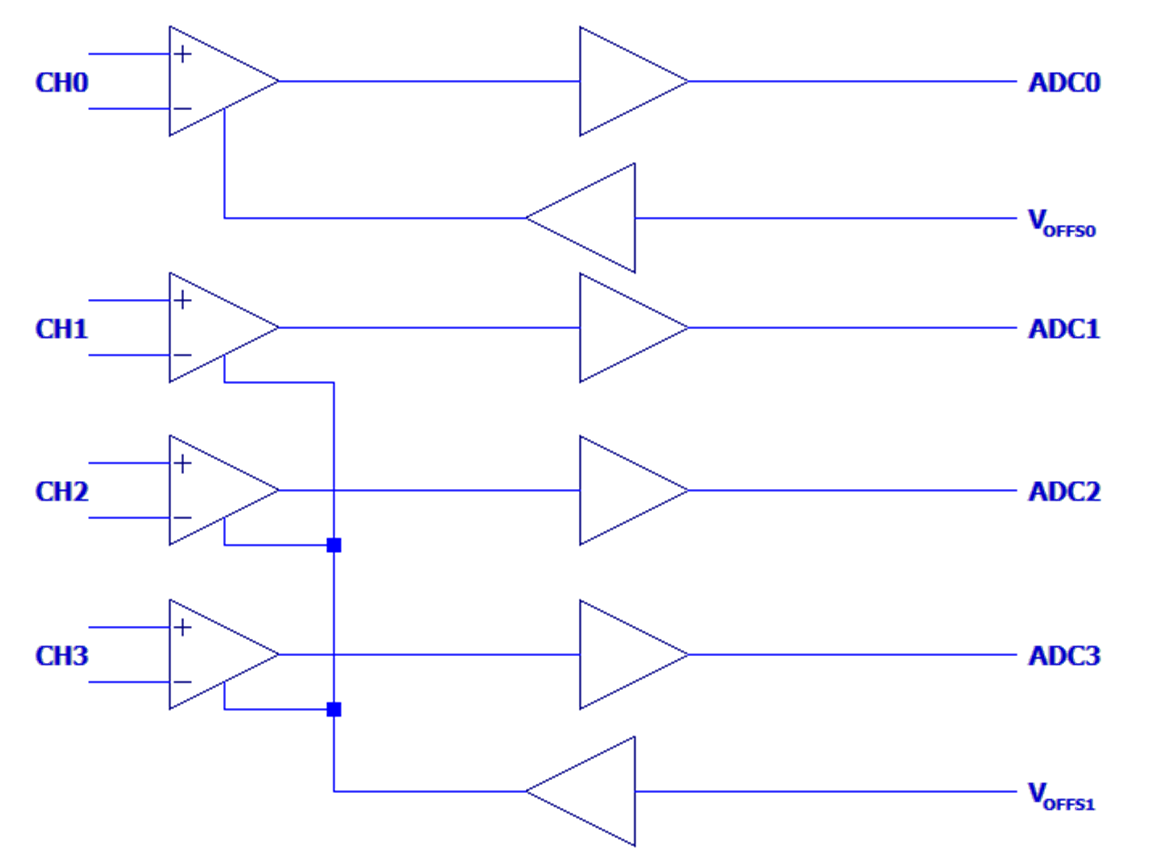 +
CH0 ADC0
−
VOFFS0
+
CH1 ADC1
−
+
CH2 ADC2
−
+
CH3 ADC3
−
VOFFS1